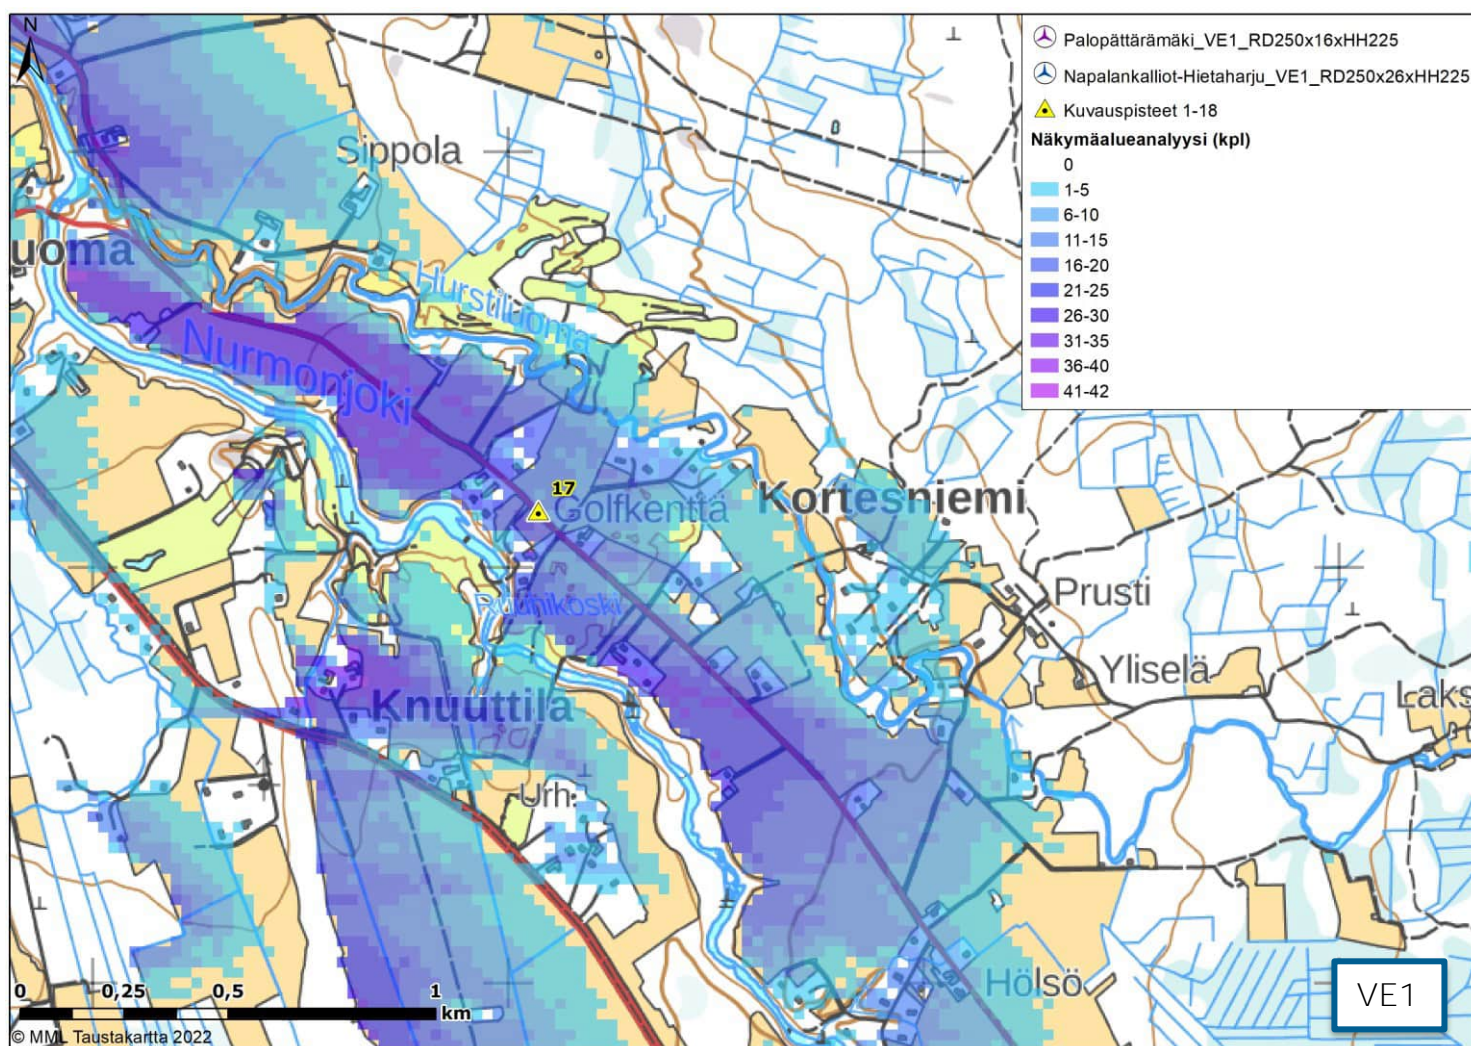 N
Palopättärämäki_VE1_RD250x16xHH225
Napalankalliot-Hietaharju_VE1_RD250x26xHH225
Kuvauspisteet 1-18
Näkymäalueanalyysi (kpl)
0
1-5
6-10
11-15
16-20
21-25
26-30
31-35
36-40
41-42
Sippola
uoma
Hurstiluoma
Nurmonjoki
17
Golfkenttä
Kortesniemi
Prusti
Yliselä
Laks
Knuuttila
Urh.
Hölsö
0 0,25 0,5 1
km
© MML Taustakartta 2022
VE1